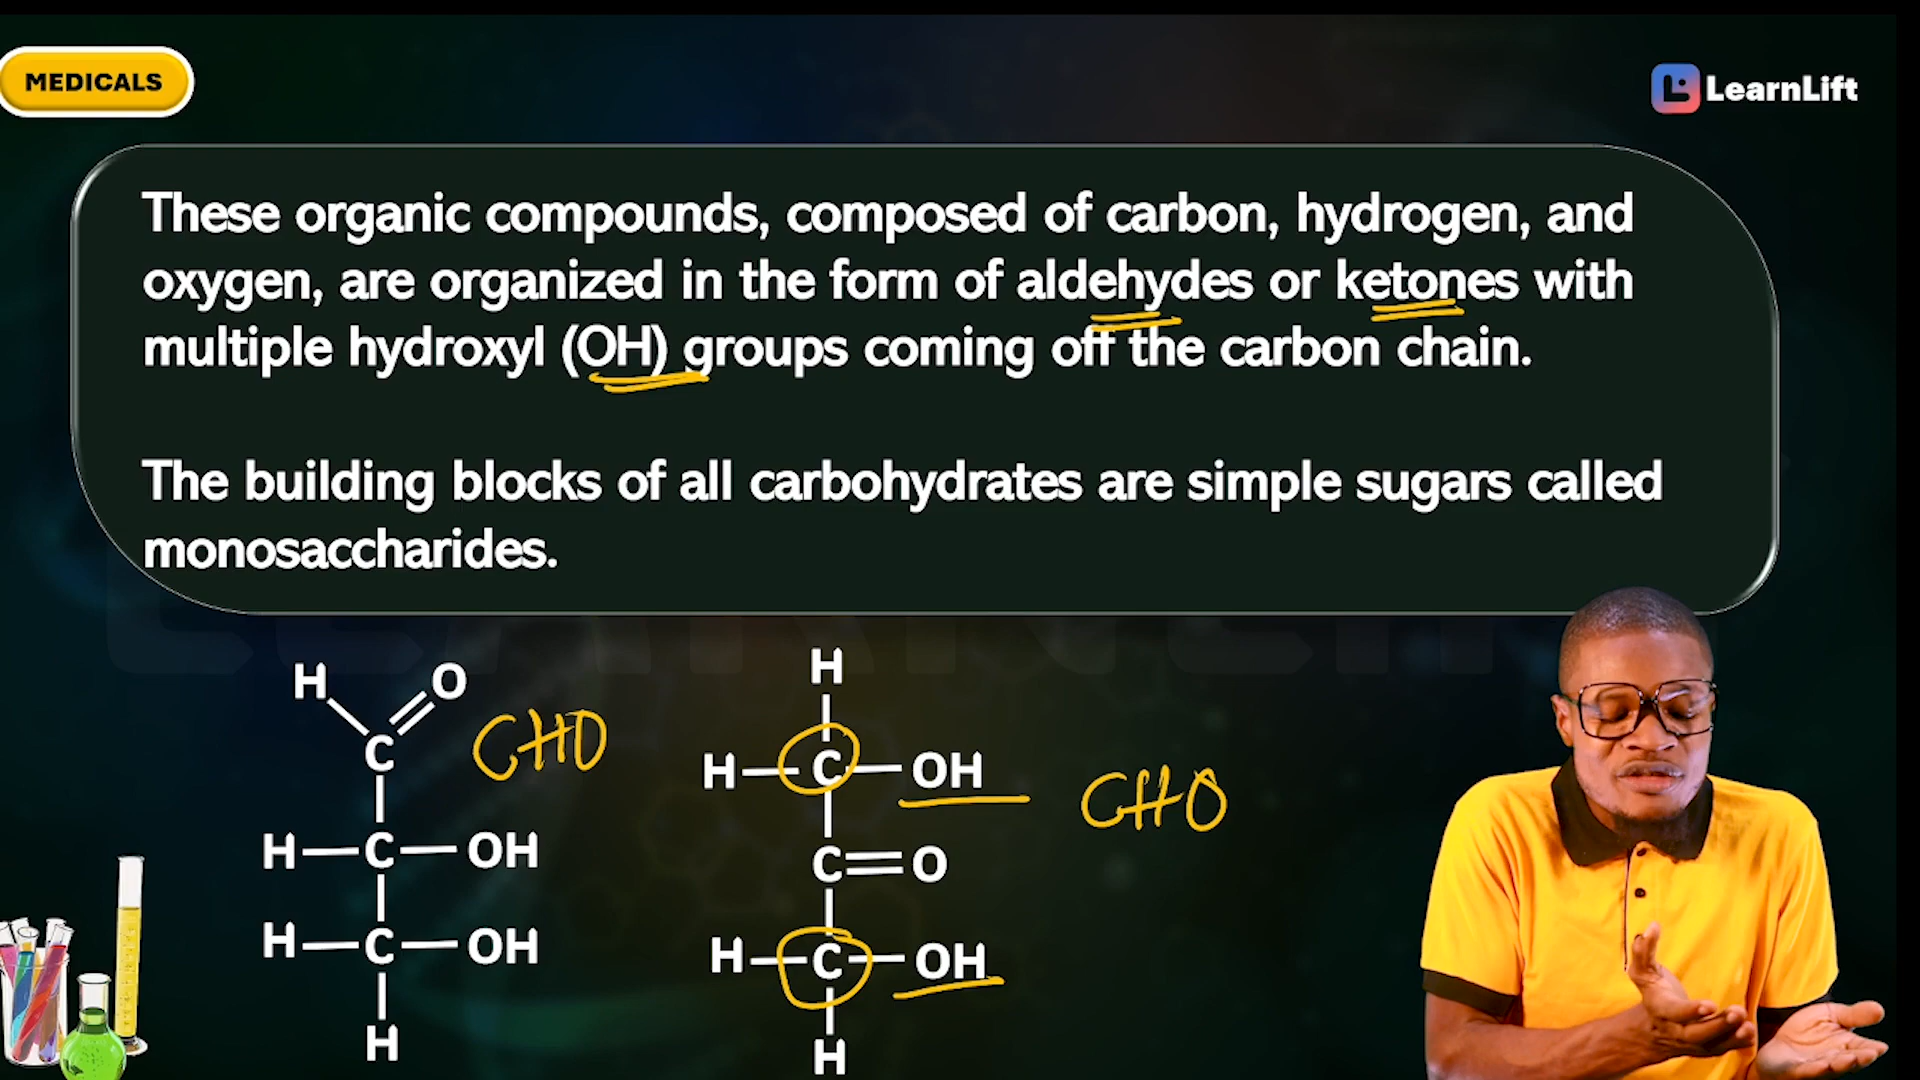 MEDICALS
LearnLift
These organic compounds, composed of carbon, hydrogen, and
oxygen, are organized in the form of aldehydes or ketones with
multiple hydroxyl (OH) groups coming off the carbon chain.
The building blocks of all carbohydrates are simple sugars called
monosaccharides.
H O
C CHO
H C OH
H C OH
H
H
H C OH CHO
C O
H C OH
H